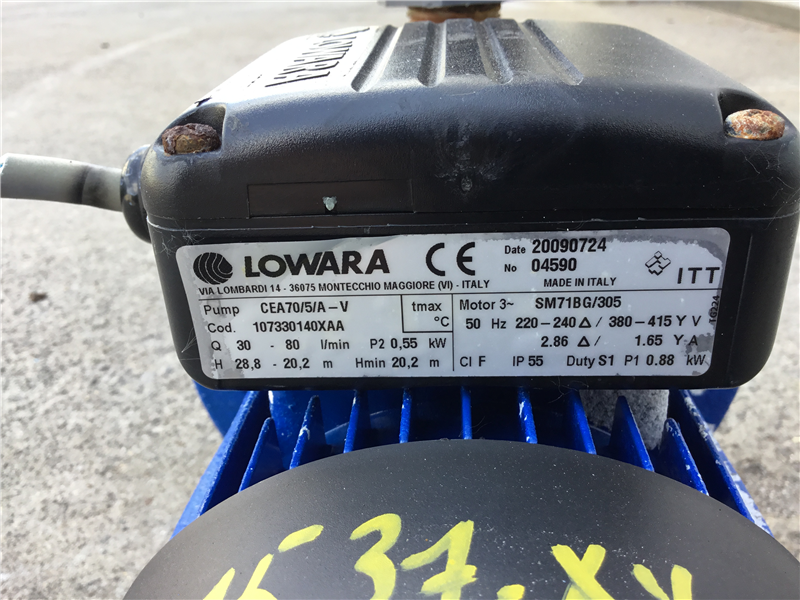 LOWARA
LOWARA CE Date 20090724
No 04590
MADE IN ITALY
ITT
VIA LOMBARDI 14 - 36075 MONTECCHIO MAGGIORE (VI) - ITALY
Pump CEA70/5/A-V tmax
Cod. 107330140XAA °C
Q 30 - 80 l/min P2 0,55 kW
H 28,8 - 20,2 m Hmin 20,2 m
Motor 3~ SM71BG/305
50 Hz 220-240 Δ / 380-415 Y V
2.86 Δ / 1.65 Y-A
Cl F IP 55 Duty S1 P1 0.88 kW